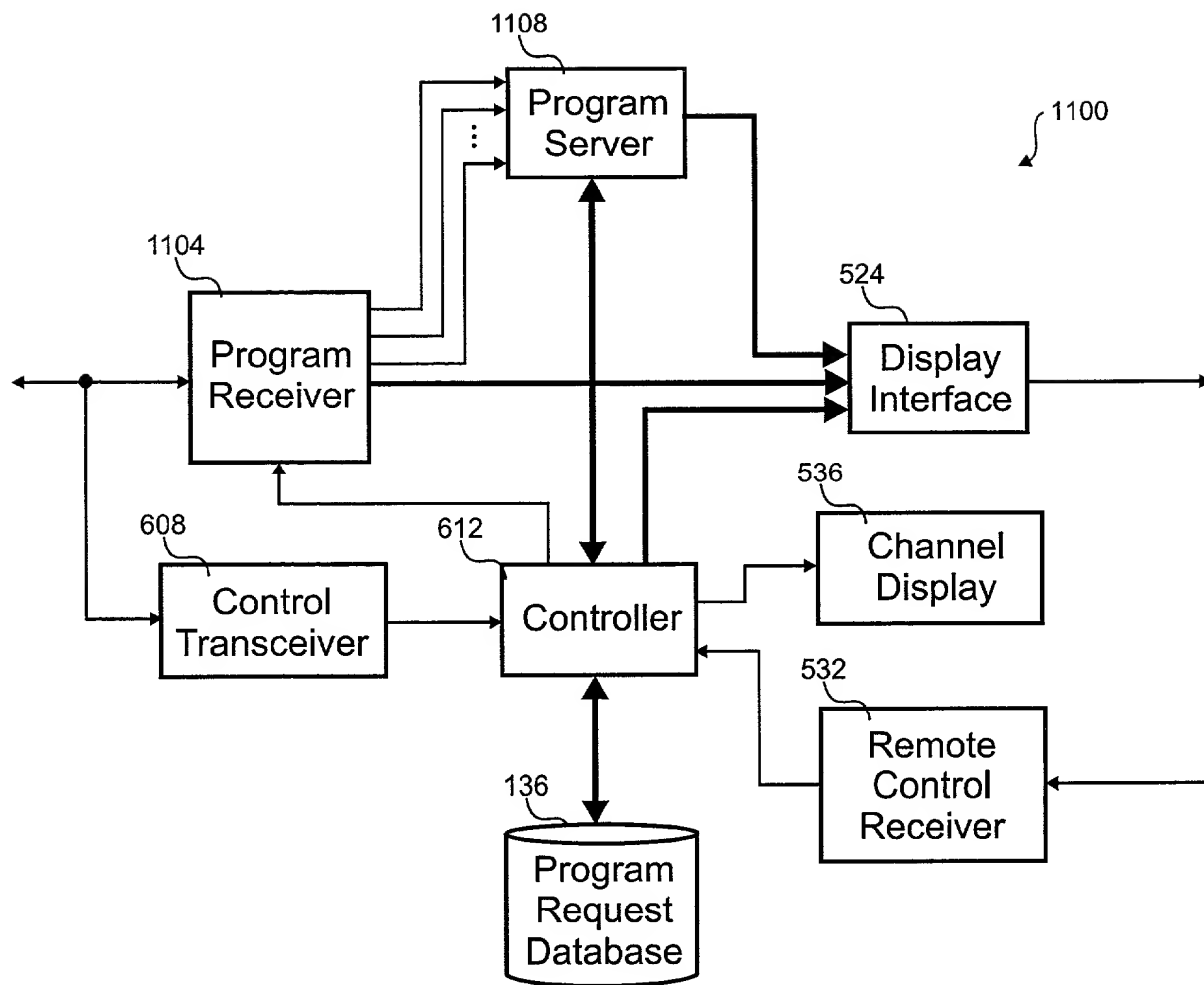 1108
Program
Server
1100
1104
Program
Receiver
524
Display
Interface
536
Channel
Display
608
Control
Transceiver
612
Controller
532
Remote
Control
Receiver
136
Program
Request
Database